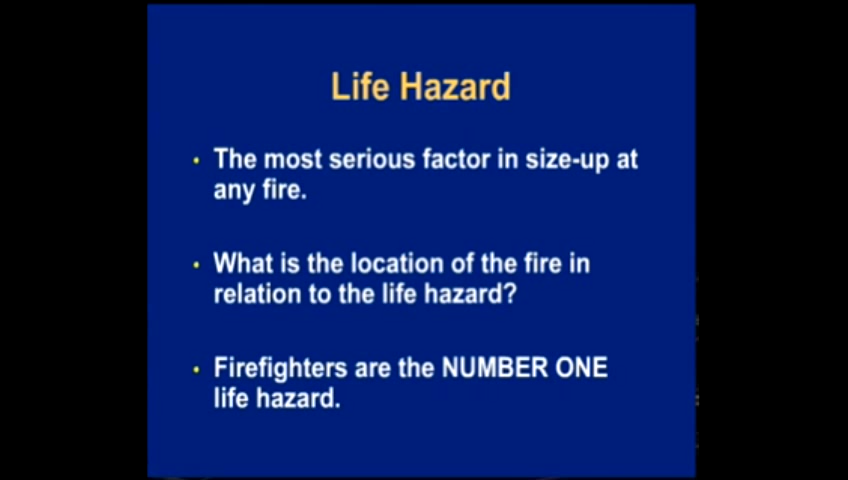 Life Hazard
• The most serious factor in size-up at
any fire.
• What is the location of the fire in
relation to the life hazard?
• Firefighters are the NUMBER ONE
life hazard.